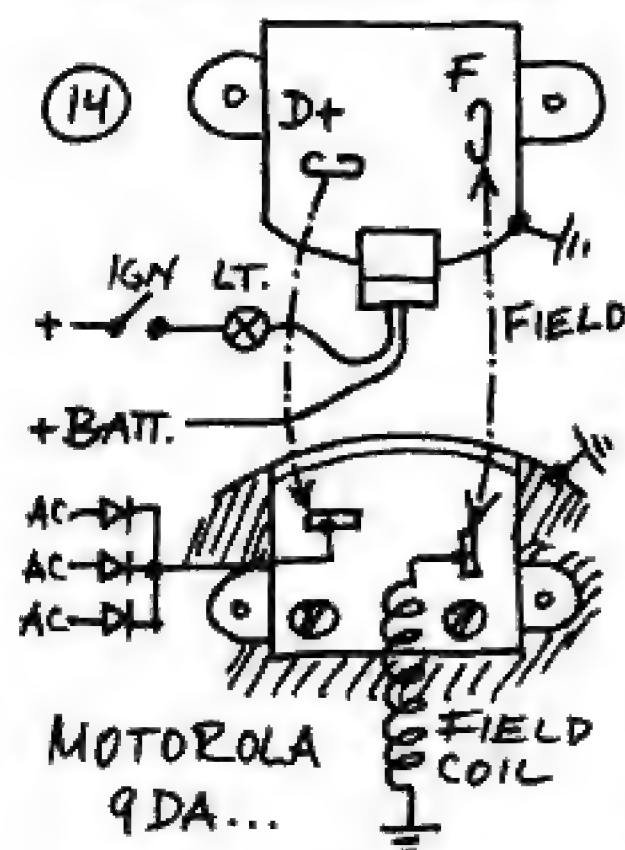 14
D+
F
IGN
LT.
+
FIELD
+BATT.
AC
AC
AC
MOTOROLA
9DA...
FIELD
COIL